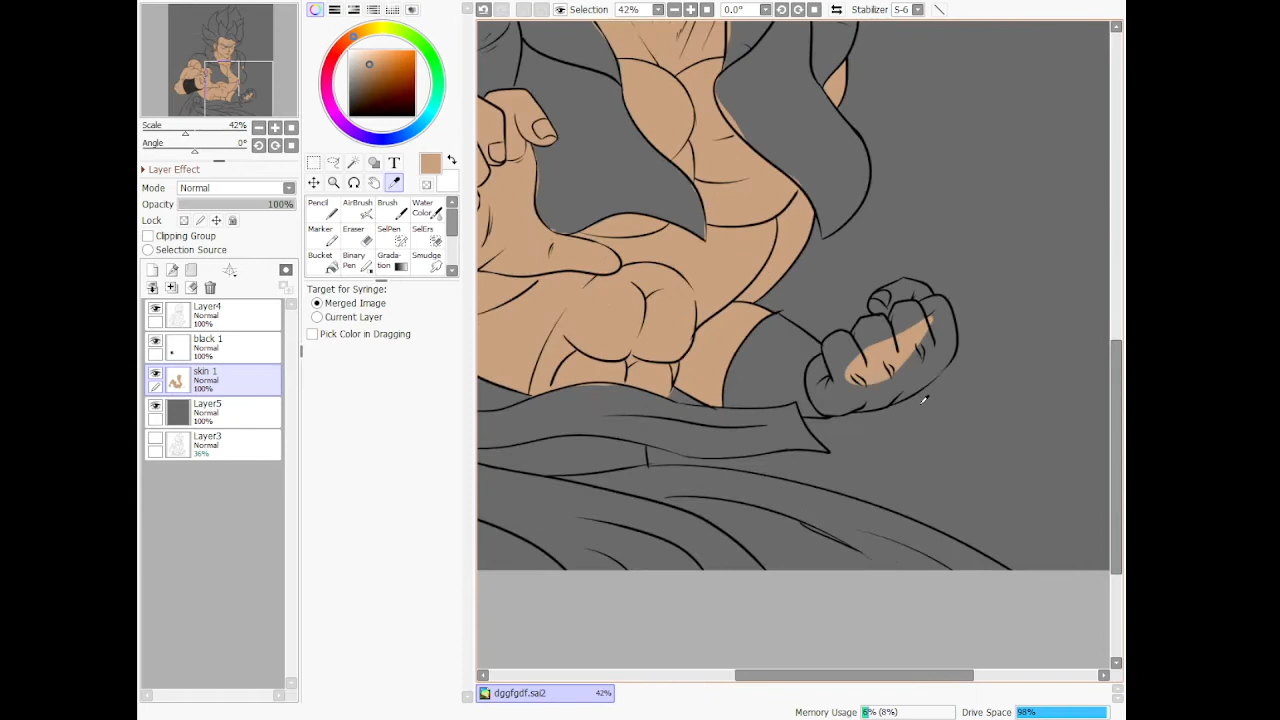 Selection
42%
0.0°
Stabilizer
S-6
Scale
42%
Angle
0°
Layer Effect
Mode
Normal
Opacity
100%
Lock
Clipping Group
Selection Source
Layer4
Normal
100%
black 1
Normal
100%
skin 1
Normal
100%
Layer5
Normal
100%
Layer3
Normal
36%
T
Pencil
AirBrush
Brush
Water
Color
Marker
Eraser
SelPen
SelErs
Bucket
Binary
Pen
Grada-
tion
Smudge
Target for Syringe:
Merged Image
Current Layer
Pick Color in Dragging
dggfgdf.sai2
42%
Memory Usage
6% (8%)
Drive Space
98%